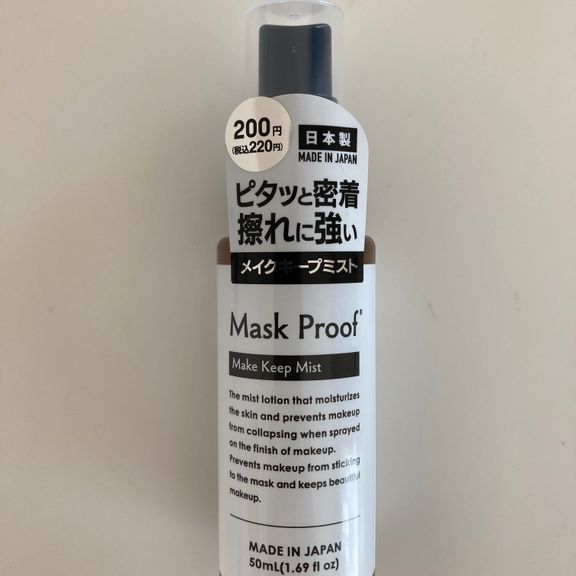 200円
(税込220円)
日本製
MADE IN JAPAN
ピタッと密着
擦れに強い
メイクキープミスト
Mask Proof®
Make Keep Mist
The mist lotion that moisturizes
the skin and prevents makeup
from collapsing when sprayed
on the finish of makeup.
Prevents makeup from sticking
to the mask and keeps beautiful
makeup.
MADE IN JAPAN
50mL(1.69 fl oz)